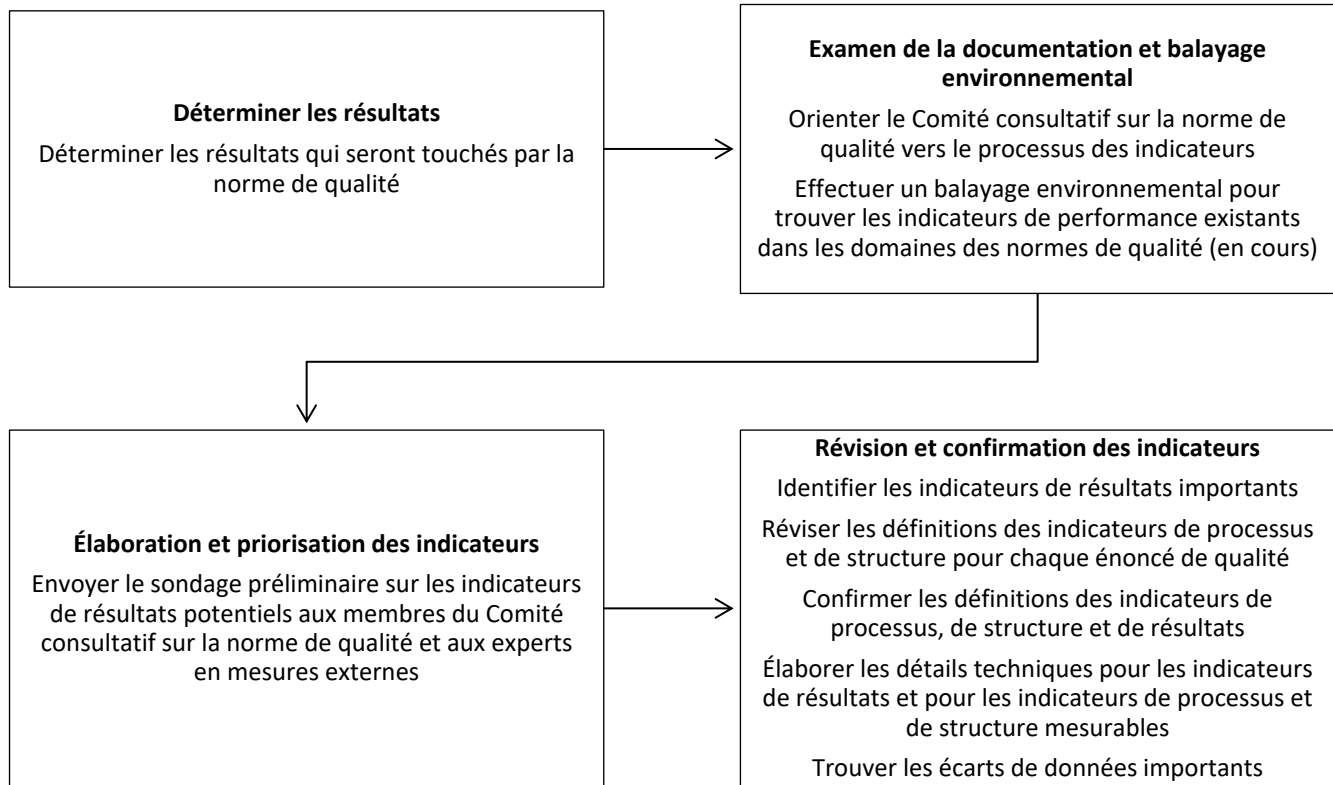 Déterminer les résultats
Déterminer les résultats qui seront touchés par la
norme de qualité
Examen de la documentation et balayage
environnemental
Orienter le Comité consultatif sur la norme de
qualité vers le processus des indicateurs
Effectuer un balayage environnemental pour
trouver les indicateurs de performance existants
dans les domaines des normes de qualité (en cours)
Élaboration et priorisation des indicateurs
Envoyer le sondage préliminaire sur les indicateurs
de résultats potentiels aux membres du Comité
consultatif sur la norme de qualité et aux experts
en mesures externes
Révision et confirmation des indicateurs
Identifier les indicateurs de résultats importants
Réviser les définitions des indicateurs de processus
et de structure pour chaque énoncé de qualité
Confirmer les définitions des indicateurs de
processus, de structure et de résultats
Élaborer les détails techniques pour les indicateurs
de résultats et pour les indicateurs de processus et
de structure mesurables
Trouver les écarts de données importants